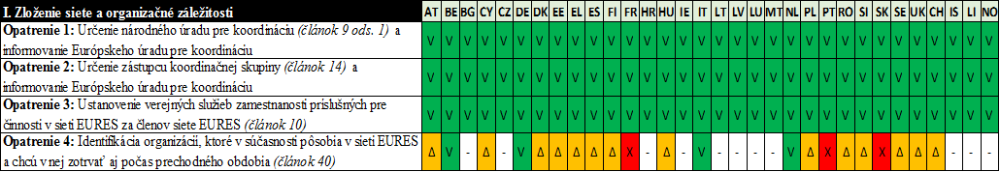 I. Zloženie siete a organizačné záležitosti AT BE BG CY CZ DE DK EE EL ES FI FR HR HU IE IT LT LV LU MT NL PL PT RO SI SK SE UK CH IS LI NO
Opatrenie 1: Určenie národného úradu pre koordináciu (článok 9 ods. 1) a
informovanie Európskeho úradu pre koordináciu
V V V V V V V V V V V V V V V V V V V V V V V V V V V V V V V V
Opatrenie 2: Určenie zástupcu koordinačnej skupiny (článok 14) a
informovanie Európskeho úradu pre koordináciu
V V V V V V V V V V V V V V V V V V V V V V V V V V V V V V V V
Opatrenie 3: Ustanovenie verejných služieb zamestnanosti príslušných pre
činnosti v sieti EURES za členov siete EURES (článok 10)
V V V V V V V V V V V V V V V V V V V V V V V V V V V V V V V V
Opatrenie 4: Identifikácia organizácií, ktoré v súčasnosti pôsobia v sieti EURES
a chcú v nej zotrvať aj počas prechodného obdobia (článok 40)
Δ V - Δ - V Δ Δ Δ Δ Δ X - Δ - V - - - - V Δ X Δ Δ X Δ Δ Δ - - -